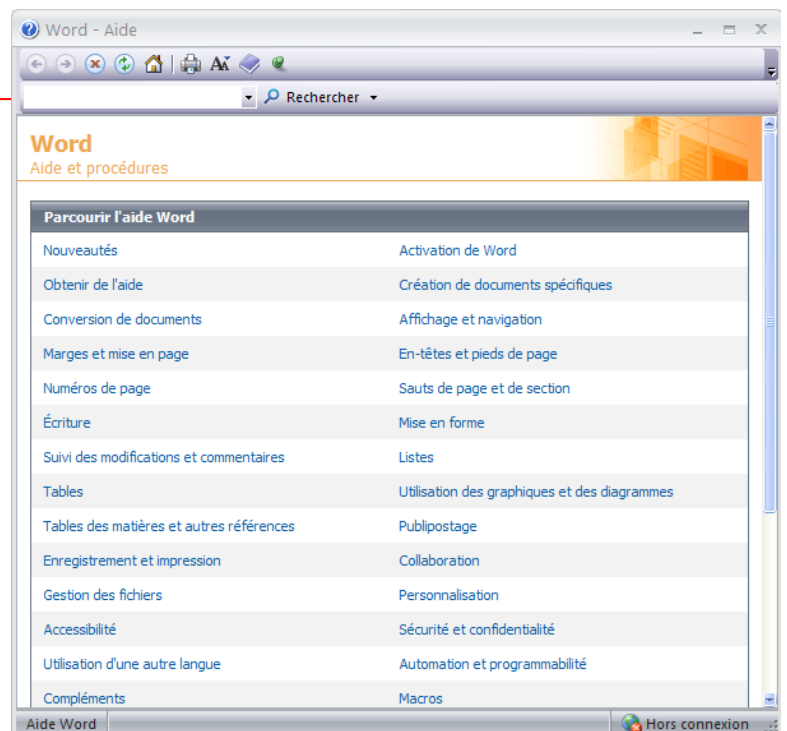 Word - Aide
Rechercher
Word
Aide et procédures
Parcourir l'aide Word
Nouveautés Activation de Word
Obtenir de l'aide Création de documents spécifiques
Conversion de documents Affichage et navigation
Marges et mise en page En-têtes et pieds de page
Numéros de page Sauts de page et de section
Écriture Mise en forme
Suivi des modifications et commentaires Listes
Tables Utilisation des graphiques et des diagrammes
Tables des matières et autres références Publipostage
Enregistrement et impression Collaboration
Gestion des fichiers Personnalisation
Accessibilité Sécurité et confidentialité
Utilisation d'une autre langue Automation et programmabilité
Compléments Macros
Aide Word Hors connexion